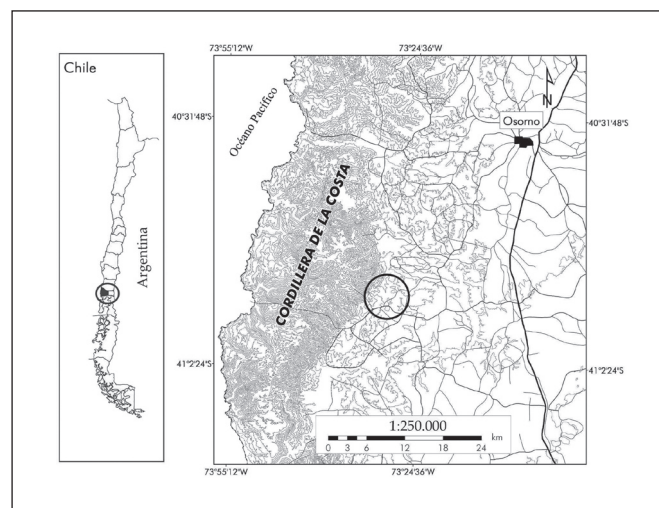 Chile
Argentina
73°55'12"W
73°24'36"W
40°31'48"S
40°31'48"S
Océano Pacífico
N
Osorno
CORDILLERA DE LA COSTA
41°2'24"S
41°2'24"S
1:250.000
0 3 6 12 18 24 km
73°55'12"W
73°24'36"W